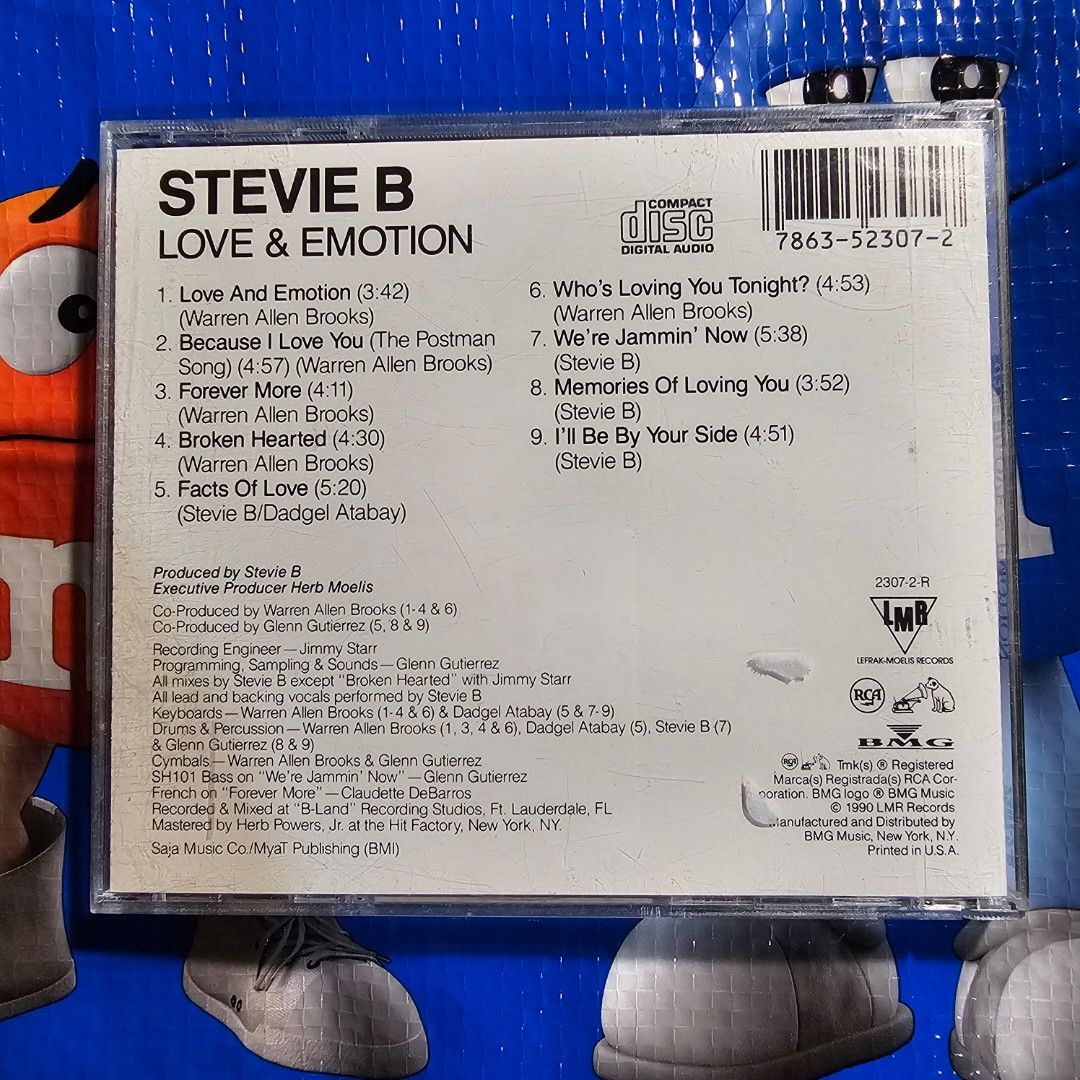 STEVIE B
LOVE & EMOTION
COMPACT
disc
DIGITAL AUDIO
7863-52307-2
1. Love And Emotion (3:42)
(Warren Allen Brooks)
2. Because I Love You (The Postman
Song) (4:57) (Warren Allen Brooks)
3. Forever More (4:11)
(Warren Allen Brooks)
4. Broken Hearted (4:30)
(Warren Allen Brooks)
5. Facts Of Love (5:20)
(Stevie B/Dadgel Atabay)
6. Who's Loving You Tonight? (4:53)
(Warren Allen Brooks)
7. We're Jammin' Now (5:38)
(Stevie B)
8. Memories Of Loving You (3:52)
(Stevie B)
9. I'll Be By Your Side (4:51)
(Stevie B)
Produced by Stevie B
Executive Producer Herb Moelis
Co-Produced by Warren Allen Brooks (1-4 & 6)
Co-Produced by Glenn Gutierrez (5, 8 & 9)
Recording Engineer—Jimmy Starr
Programming, Sampling & Sounds—Glenn Gutierrez
All mixes by Stevie B except "Broken Hearted" with Jimmy Starr
All lead and backing vocals performed by Stevie B
Keyboards—Warren Allen Brooks (1-4 & 6) & Dadgel Atabay (5 & 7-9)
Drums & Percussion—Warren Allen Brooks (1, 3, 4 & 6), Dadgel Atabay (5), Stevie B (7)
& Glenn Gutierrez (8 & 9)
Cymbals—Warren Allen Brooks & Glenn Gutierrez
SH101 Bass on "We're Jammin' Now"—Glenn Gutierrez
French on "Forever More"—Claudette DeBarros
Recorded & Mixed at "B-Land" Recording Studios, Ft. Lauderdale, FL
Mastered by Herb Powers, Jr. at the Hit Factory, New York, NY.
Saja Music Co./MyaT Publishing (BMI)
2307-2-R
LMR
LEFRAK-MOELIS RECORDS
RCA
BMG
RCA Tmk(s) ® Registered
Marca(s) Registrada(s) RCA Cor-
poration. BMG logo ® BMG Music
© 1990 LMR Records
Manufactured and Distributed by
BMG Music, New York, N.Y.
Printed in U.S.A.
m